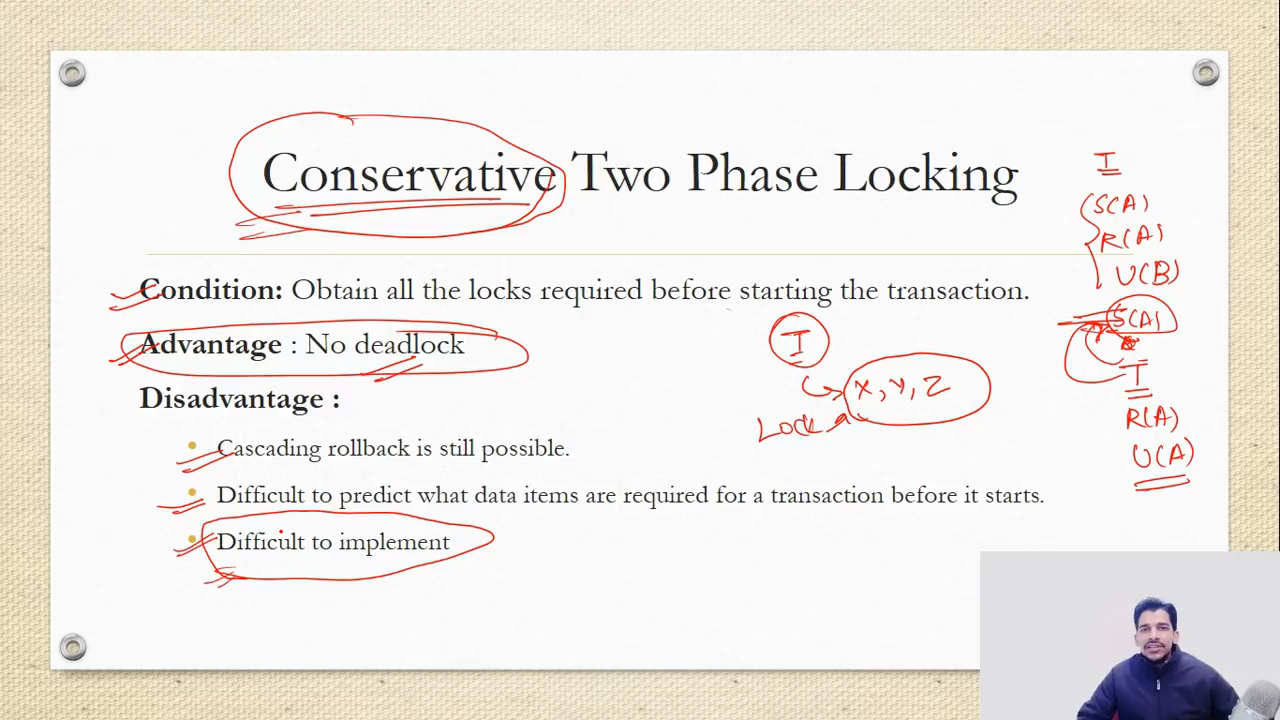 Conservative Two Phase Locking
Condition: Obtain all the locks required before starting the transaction.
Advantage : No deadlock
Disadvantage :
Cascading rollback is still possible.
Difficult to predict what data items are required for a transaction before it starts.
Difficult to implement
T
X, Y, Z
Lock
T
S(A)
R(A)
U(B)
S(A)
T
R(A)
U(A)